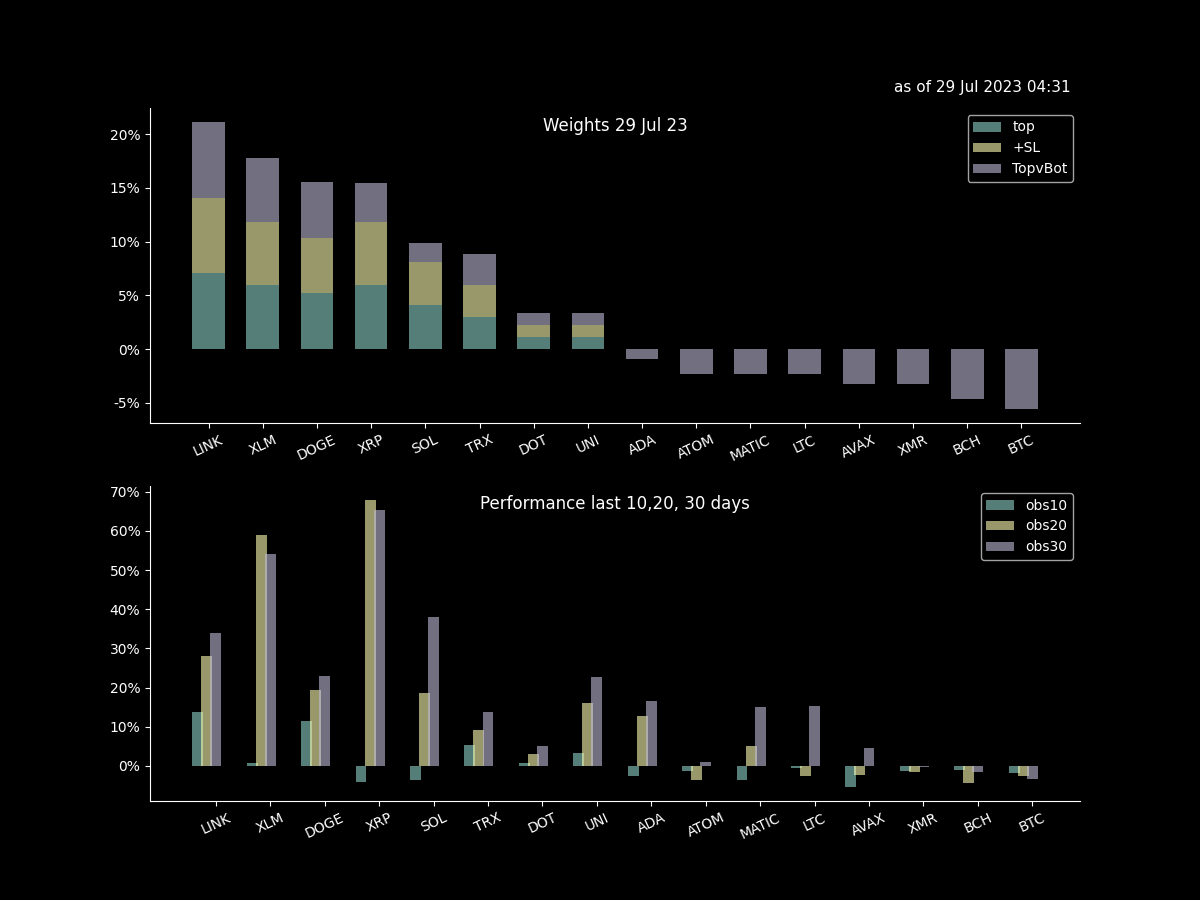 as of 29 Jul 2023 04:31
Weights 29 Jul 23
top
+SL
TopvBot
20%
15%
10%
5%
0%
-5%
LINK XLM DOGE XRP SOL TRX DOT UNI ADA ATOM MATIC LTC AVAX XMR BCH BTC
Performance last 10,20, 30 days
obs10
obs20
obs30
70%
60%
50%
40%
30%
20%
10%
0%
LINK XLM DOGE XRP SOL TRX DOT UNI ADA ATOM MATIC LTC AVAX XMR BCH BTC